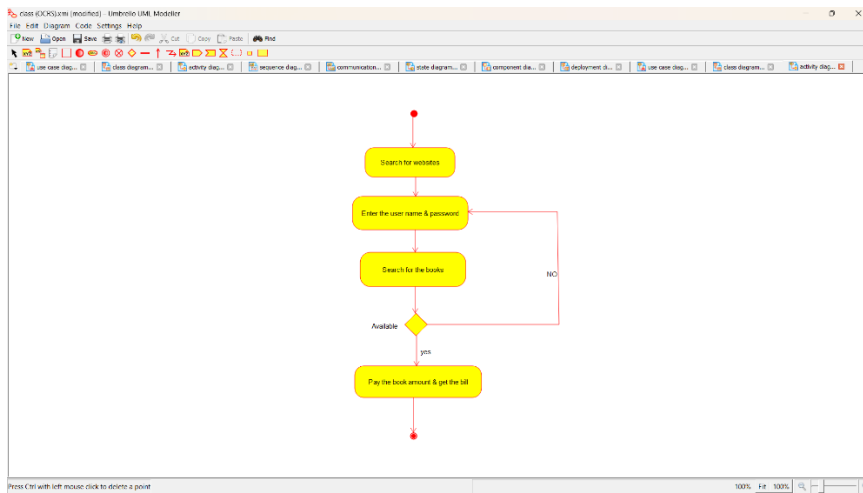 class (OCRS).xmi (modified) - Umbrello UML Modeller
File Edit Diagram Code Settings Help
New Open Save Cut Copy Paste Find
use case diag... class diagram... activity diag... sequence diag... communication... state diagram... component dia... deployment di... use case diag... class diagram... activity diag...
Search for websites
Enter the user name & password
Search for the books
NO
Available
yes
Pay the book amount & get the bill
Press Ctrl with left mouse click to delete a point
100% Fit 100%